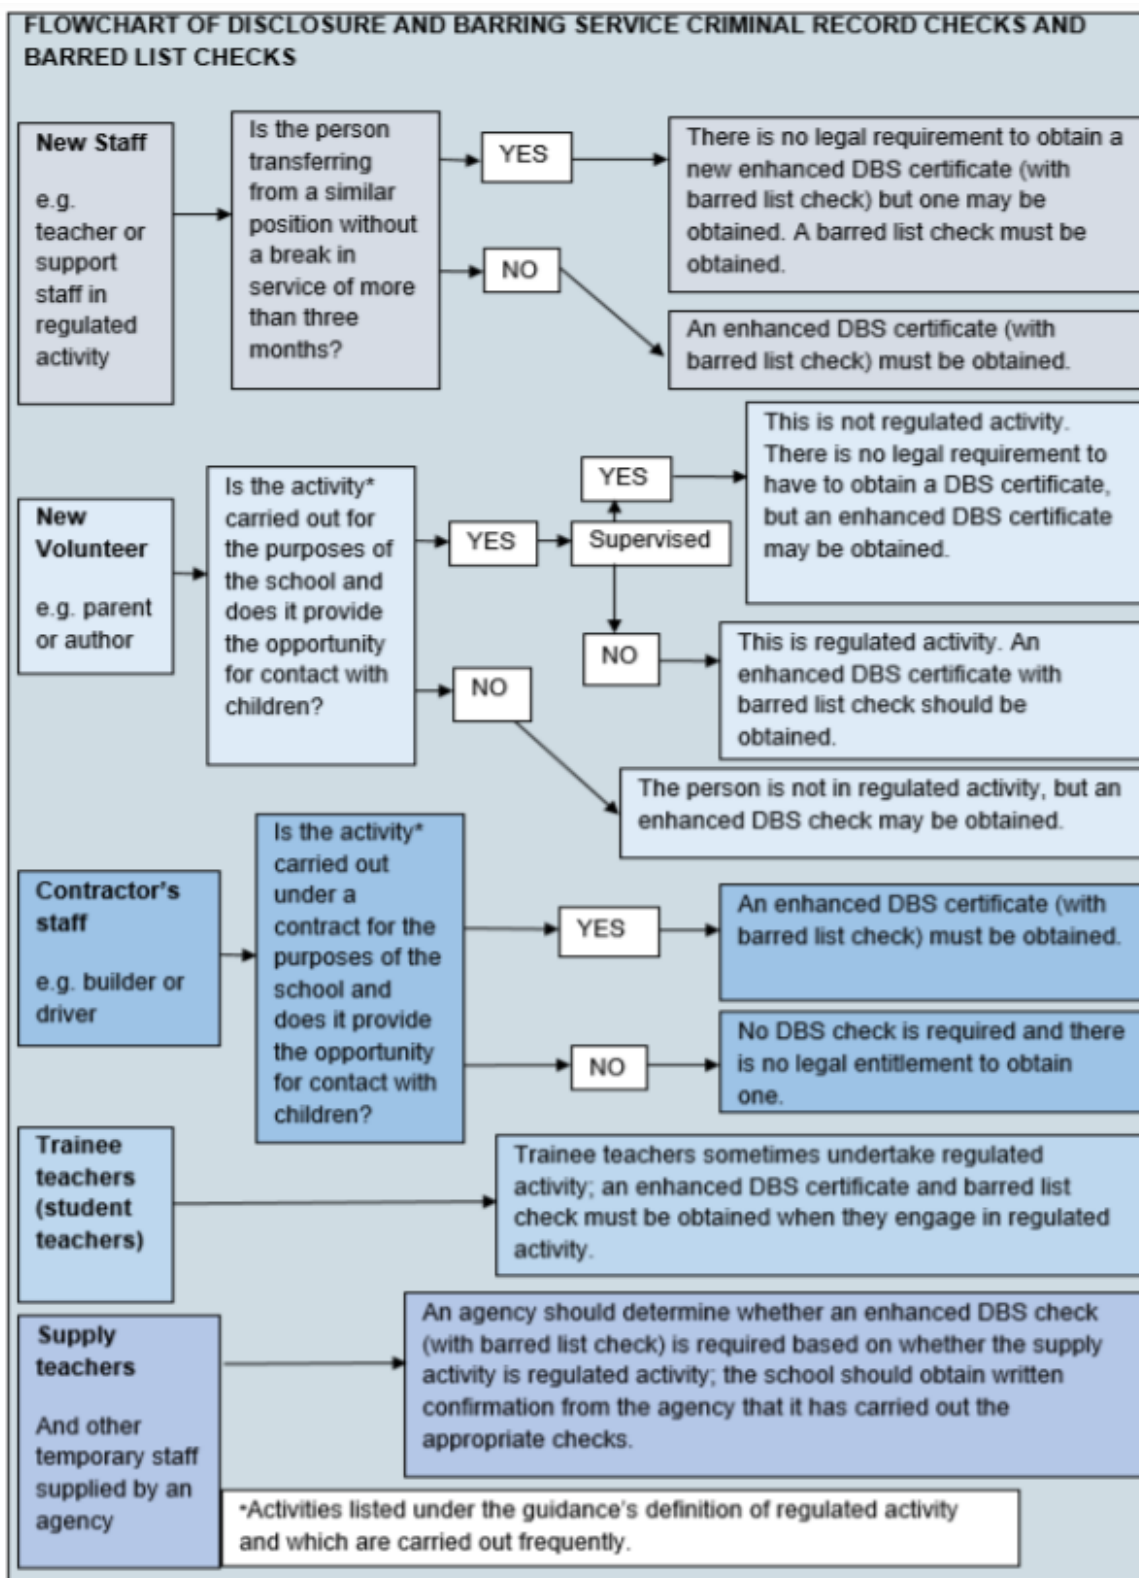 FLOWCHART OF DISCLOSURE AND BARRING SERVICE CRIMINAL RECORD CHECKS AND
BARRED LIST CHECKS
New Staff
e.g.
teacher or
support
staff in
regulated
activity
Is the person
transferring
from a similar
position without
a break in
service of more
than three
months?
YES
There is no legal requirement to obtain a
new enhanced DBS certificate (with
barred list check) but one may be
obtained. A barred list check must be
obtained.
NO
An enhanced DBS certificate (with
barred list check) must be obtained.
New
Volunteer
e.g. parent
or author
Is the activity*
carried out for
the purposes of
the school and
does it provide
the opportunity
for contact with
children?
YES
Supervised
YES
This is not regulated activity.
There is no legal requirement to
have to obtain a DBS certificate,
but an enhanced DBS certificate
may be obtained.
NO
This is regulated activity. An
enhanced DBS certificate with
barred list check should be
obtained.
NO
The person is not in regulated activity, but an
enhanced DBS check may be obtained.
Contractor's
staff
e.g. builder or
driver
Is the activity*
carried out
under a
contract for the
purposes of the
school and
does it provide
the opportunity
for contact with
children?
YES
An enhanced DBS certificate (with
barred list check) must be obtained.
NO
No DBS check is required and there
is no legal entitlement to obtain
one.
Trainee
teachers
(student
teachers)
Trainee teachers sometimes undertake regulated
activity; an enhanced DBS certificate and barred list
check must be obtained when they engage in regulated
activity.
Supply
teachers
And other
temporary staff
supplied by an
agency
An agency should determine whether an enhanced DBS check
(with barred list check) is required based on whether the supply
activity is regulated activity; the school should obtain written
confirmation from the agency that it has carried out the
appropriate checks.
*Activities listed under the guidance's definition of regulated activity
and which are carried out frequently.